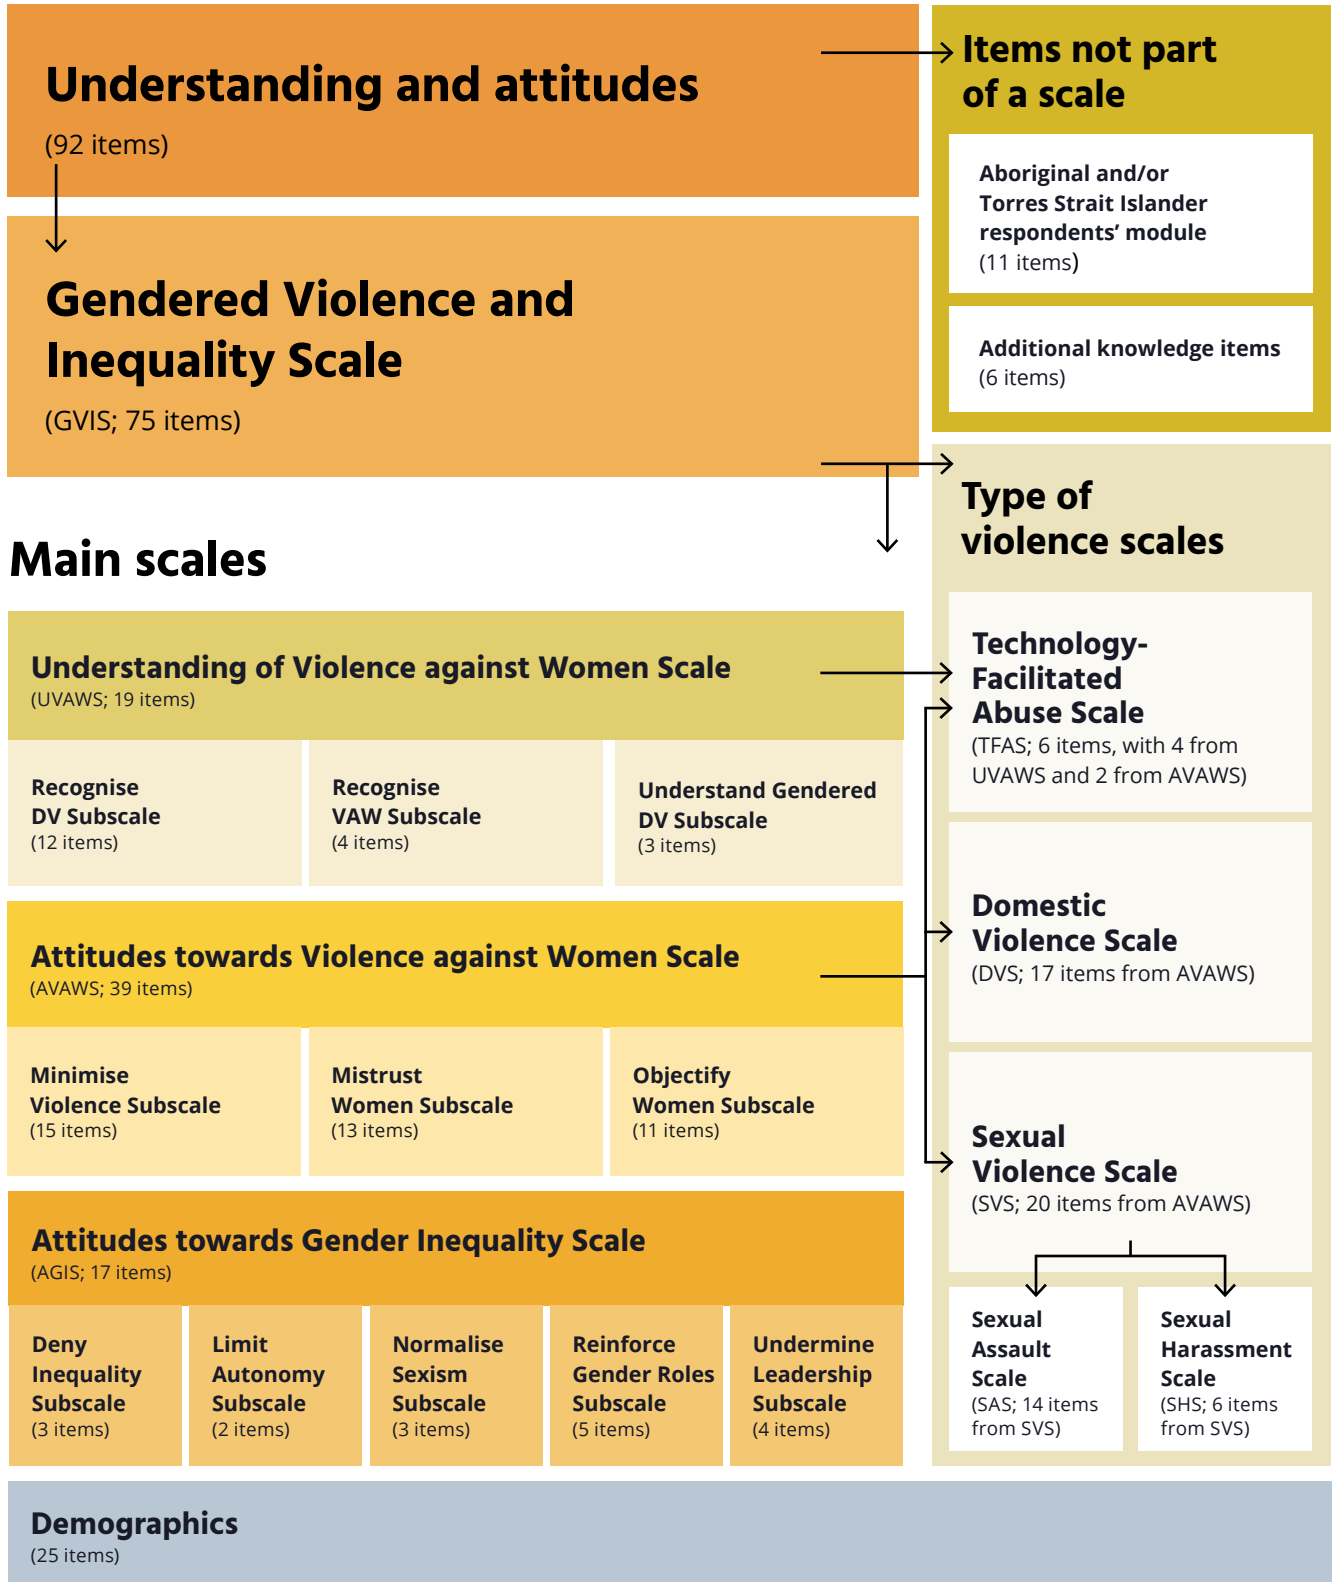 Understanding and attitudes
(92 items)
Items not part
of a scale
Aboriginal and/or
Torres Strait Islander
respondents’ module
(11 items)
Additional knowledge items
(6 items)
Gendered Violence and
Inequality Scale
(GVIS; 75 items)
Main scales
Understanding of Violence against Women Scale
(UVAWS; 19 items)
Recognise
DV Subscale
(12 items)
Recognise
VAW Subscale
(4 items)
Understand Gendered
DV Subscale
(3 items)
Attitudes towards Violence against Women Scale
(AVAWS; 39 items)
Minimise
Violence Subscale
(15 items)
Mistrust
Women Subscale
(13 items)
Objectify
Women Subscale
(11 items)
Attitudes towards Gender Inequality Scale
(AGIS; 17 items)
Deny
Inequality
Subscale
(3 items)
Limit
Autonomy
Subscale
(2 items)
Normalise
Sexism
Subscale
(3 items)
Reinforce
Gender Roles
Subscale
(5 items)
Undermine
Leadership
Subscale
(4 items)
Type of
violence scales
Technology-
Facilitated
Abuse Scale
(TFAS; 6 items, with 4 from
UVAWS and 2 from AVAWS)
Domestic
Violence Scale
(DVS; 17 items from AVAWS)
Sexual
Violence Scale
(SVS; 20 items from AVAWS)
Sexual
Assault
Scale
(SAS; 14 items
from SVS)
Sexual
Harassment
Scale
(SHS; 6 items
from SVS)
Demographics
(25 items)